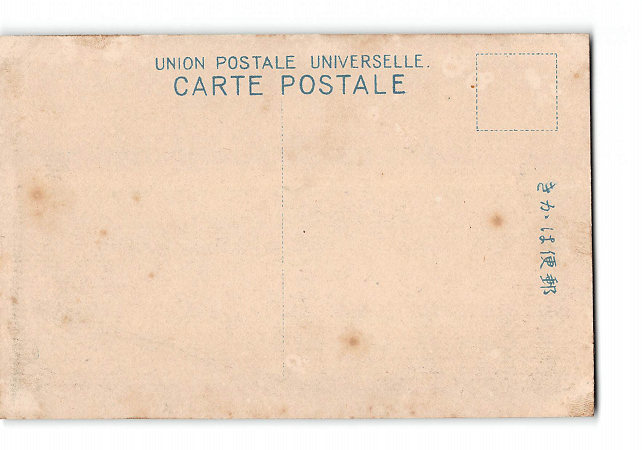 UNION POSTALE UNIVERSELLE.
CARTE POSTALE
きかは便郵